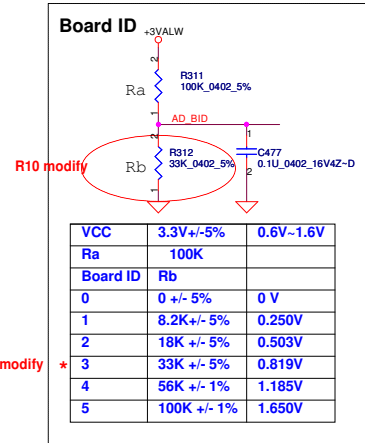 Board ID
+3VALW
2
R311
Ra
100K_0402_5%
1
AD_BID
2
1
R312
C477
R10 modify
Rb
33K_0402_5%
0.1U_0402_16V4Z~D
2
1
VCC 3.3V+/-5% 0.6V~1.6V
Ra 100K
Board ID Rb
0 0 +/- 5% 0 V
1 8.2K+/- 5% 0.250V
2 18K +/- 5% 0.503V
modify * 3 33K +/- 5% 0.819V
4 56K +/- 1% 1.185V
5 100K +/- 1% 1.650V